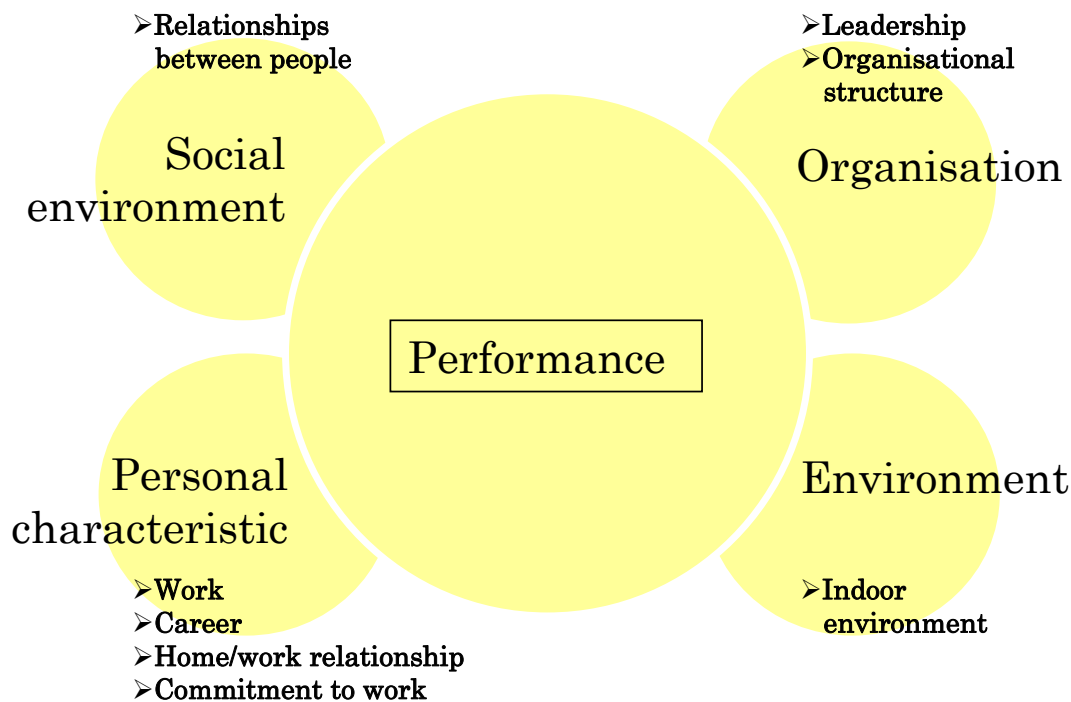 ➢Relationships
between people
Social
environment
➢Leadership
➢Organisational
structure
Organisation
Performance
Personal
characteristic
➢Work
➢Career
➢Home/work relationship
➢Commitment to work
Environment
➢Indoor
environment